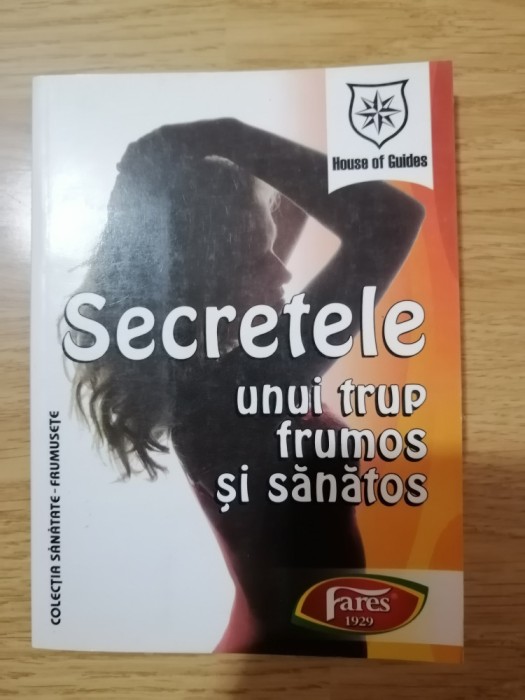 House of Guides
Secretele
unui trup
frumos
și sănătos
COLECȚIA SĂNĂTATE - FRUMUSEȚE
Fares®
1929